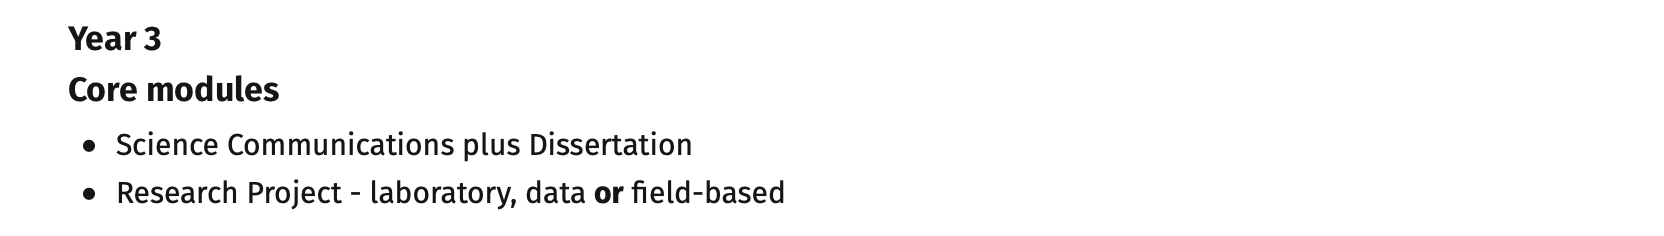 Year 3
Core modules
• Science Communications plus Dissertation
• Research Project - laboratory, data or field-based